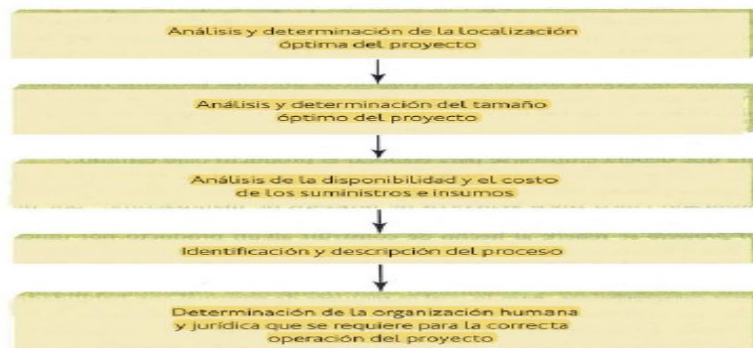 Análisis y determinación de la localización
óptima del proyecto
Análisis y determinación del tamaño
óptimo del proyecto
Análisis de la disponibilidad y el costo
de los suministros e insumos
Identificación y descripción del proceso
Determinación de la organización humana
y jurídica que se requiere para la correcta
operación del proyecto